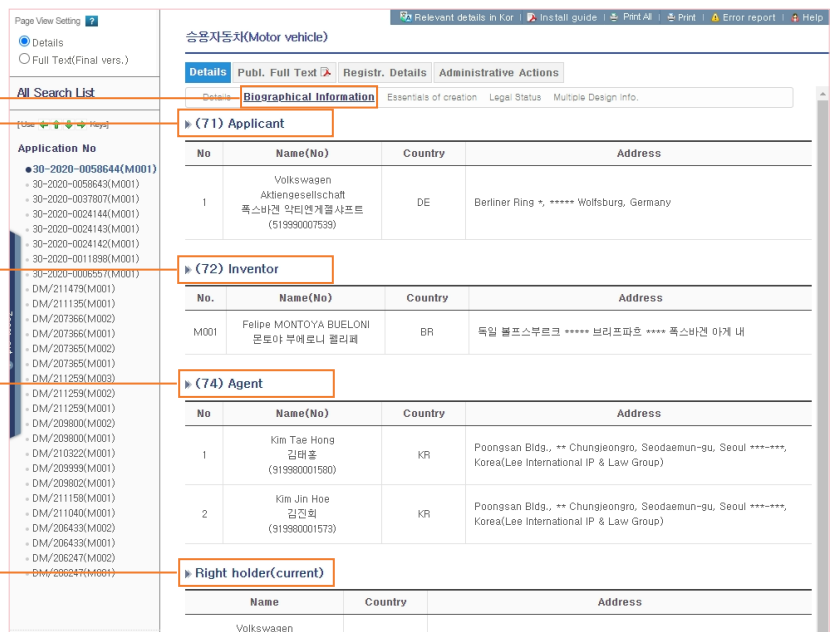 Page View Setting ?
Details
Full Text(Final vers.)
All Search List
[Use Keys]
Application No
30-2020-0058644(M001)
30-2020-0058643(M001)
30-2020-0037807(M001)
30-2020-0024144(M001)
30-2020-0024143(M001)
30-2020-0024142(M001)
30-2020-0011898(M001)
30-2020-0006557(M001)
DM/211479(M001)
DM/211135(M001)
DM/207366(M002)
DM/207366(M001)
DM/207365(M002)
DM/207365(M001)
DM/211259(M003)
DM/211259(M002)
DM/211259(M001)
DM/209800(M002)
DM/209800(M001)
DM/210322(M001)
DM/209999(M001)
DM/209802(M001)
DM/211158(M001)
DM/211040(M001)
DM/206433(M002)
DM/206433(M001)
DM/206247(M002)
DM/206247(M001)
Relevant details in Kor | Install guide | Print All | Print | Error report | Help
승용자동차(Motor vehicle)
Details Publ. Full Text Registr. Details Administrative Actions
Details Biographical Information Essentials of creation Legal Status Multiple Design Info.
(71) Applicant
No Name(No) Country Address
1 Volkswagen Aktiengesellschaft 폭스바겐 악티엔게젤샤프트 (519990007539) DE Berliner Ring *, ***** Wolfsburg, Germany
(72) Inventor
No. Name(No) Country Address
M001 Felipe MONTOYA BUELONI 몬토야 부에로니 펠리페 BR 독일 볼프스부르크 ***** 브리프파흐 **** 폭스바겐 아게 내
(74) Agent
No Name(No) Country Address
1 Kim Tae Hong 김태홍 (919980001580) KR Poongsan Bldg., ** Chungjeongro, Seodaemun-gu, Seoul ***-***, Korea(Lee International IP & Law Group)
2 Kim Jin Hoe 김진회 (919980001573) KR Poongsan Bldg., ** Chungjeongro, Seodaemun-gu, Seoul ***-***, Korea(Lee International IP & Law Group)
Right holder(current)
Name Country Address
Volkswagen